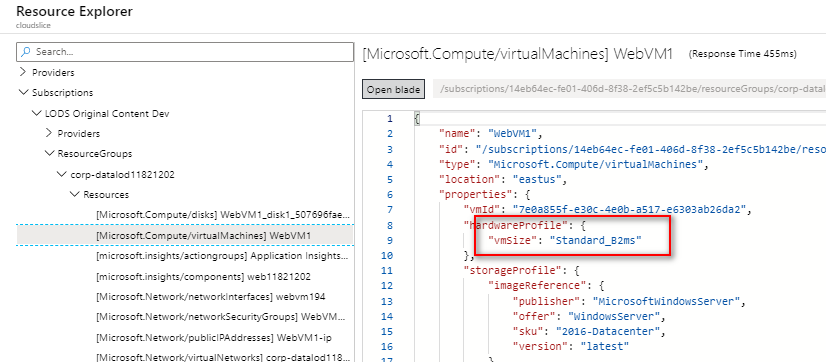 Resource Explorer
cloudslice
Search...
Providers
Subscriptions
LODS Original Content Dev
Providers
ResourceGroups
corp-datalod11821202
Resources
[Microsoft.Compute/disks] WebVM1_disk1_507696fae...
[Microsoft.Compute/virtualMachines] WebVM1
[microsoft.insights/actiongroups] Application Insights...
[microsoft.insights/components] web11821202
[Microsoft.Network/networkInterfaces] webvm194
[Microsoft.Network/networkSecurityGroups] WebVM...
[Microsoft.Network/publicIPAddresses] WebVM1-ip
[Microsoft.Network/virtualNetworks] corp-datalod1182...
[Microsoft.Compute/virtualMachines] WebVM1 (Response Time 455ms)
Open blade /subscriptions/14eb64ec-fe01-406d-8f38-2ef5c5b142be/resourceGroups/corp-datalo
1 {
2 "name": "WebVM1",
3 "id": "/subscriptions/14eb64ec-fe01-406d-8f38-2ef5c5b142be/reso
4 "type": "Microsoft.Compute/virtualMachines",
5 "location": "eastus",
6 "properties": {
7 "vmId": "7e0a855f-e30c-4e0b-a517-e6303ab26da2",
8 "hardwareProfile": {
9 "vmSize": "Standard_B2ms"
10 },
11 "storageProfile": {
12 "imageReference": {
13 "publisher": "MicrosoftWindowsServer",
14 "offer": "WindowsServer",
15 "sku": "2016-Datacenter",
16 "version": "latest"
17 }